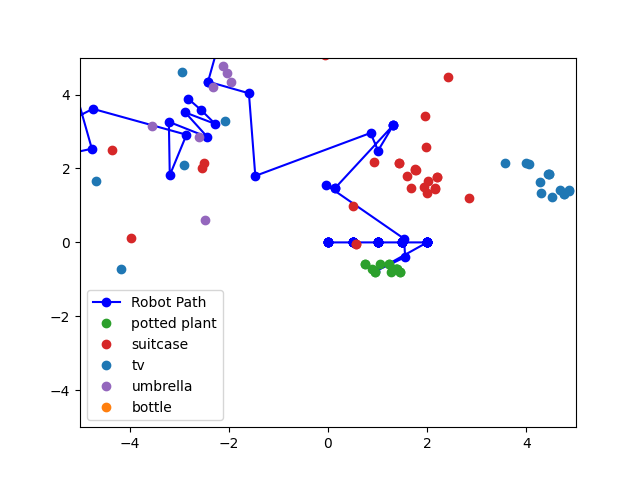 4
2
0
−2
−4
Robot Path
potted plant
suitcase
tv
umbrella
bottle
−4 −2 0 2 4